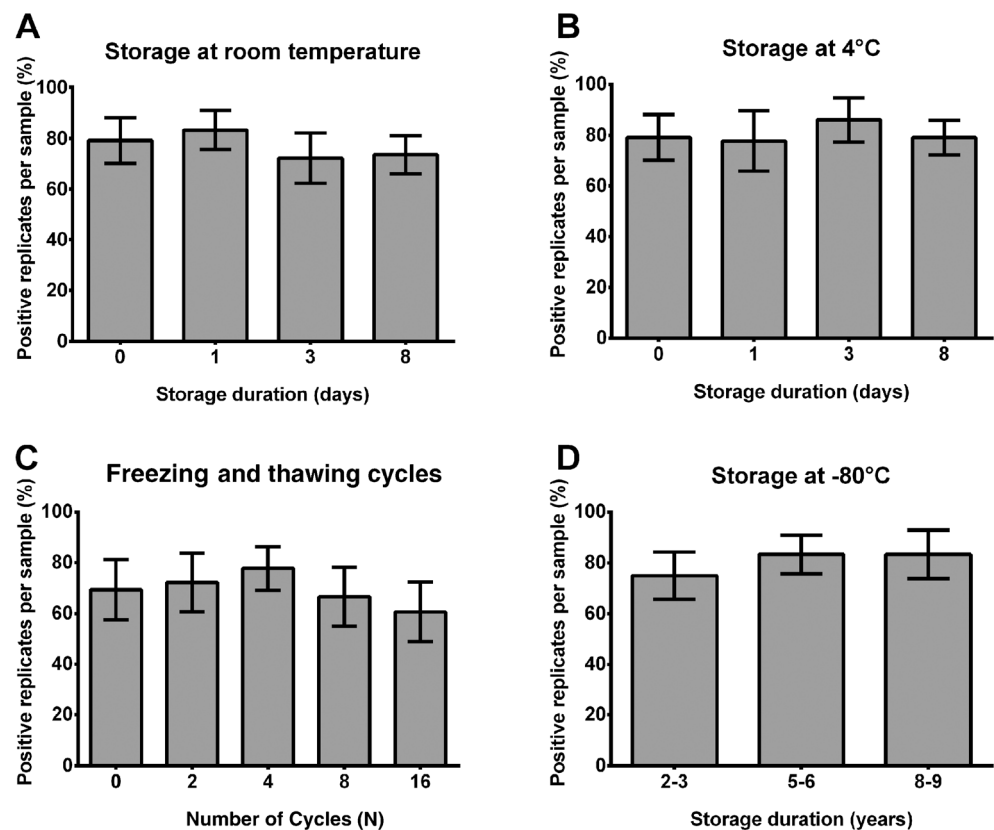 A
Storage at room temperature
Positive replicates per sample (%)
100
80
60
40
20
0
0 1 3 8
Storage duration (days)
B
Storage at 4°C
Positive replicates per sample (%)
100
80
60
40
20
0
0 1 3 8
Storage duration (days)
C
Freezing and thawing cycles
Positive replicates per sample (%)
100
80
60
40
20
0
0 2 4 8 16
Number of Cycles (N)
D
Storage at -80°C
Positive replicates per sample (%)
100
80
60
40
20
0
2-3 5-6 8-9
Storage duration (years)